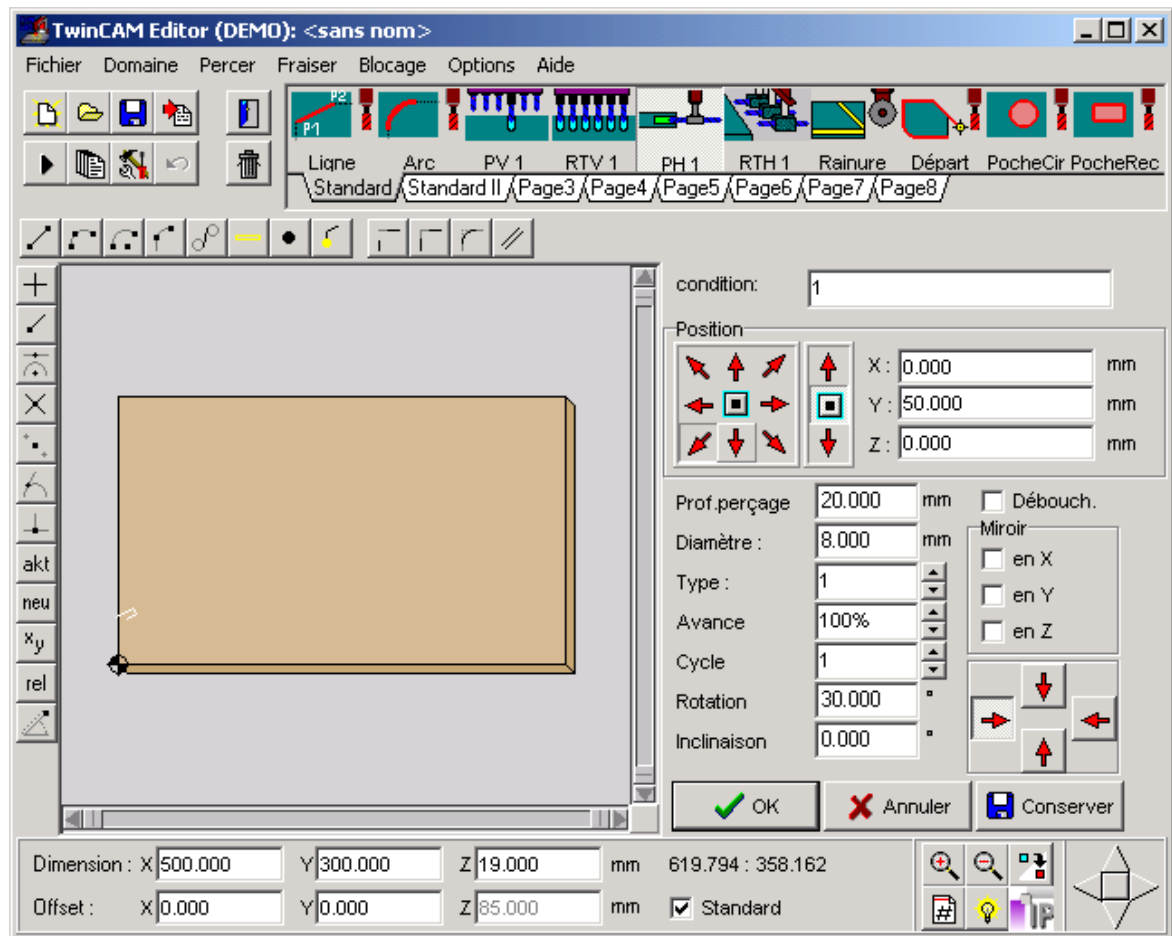 TwinCAM Editor (DEMO): <sans nom>
Fichier Domaine Percer Fraiser Blocage Options Aide
P1 P2
Ligne Arc PV 1 RTV 1 PH 1 RTH 1 Rainure Départ PocheCir PocheRec
Standard Standard II Page3 Page4 Page5 Page6 Page7 Page8
condition: 1
Position
X : 0.000 mm
Y : 50.000 mm
Z : 0.000 mm
Prof.perçage 20.000 mm Débouch.
Diamètre : 8.000 mm
Miroir
en X
Type : 1
en Y
Avance 100%
en Z
Cycle 1
Rotation 30.000 °
Inclinaison 0.000 °
akt
neu
xy
rel
OK Annuler Conserver
Dimension : X 500.000 Y 300.000 Z 19.000 mm 619.794 : 358.162
Offset : X 0.000 Y 0.000 Z 85.000 mm Standard
# IP